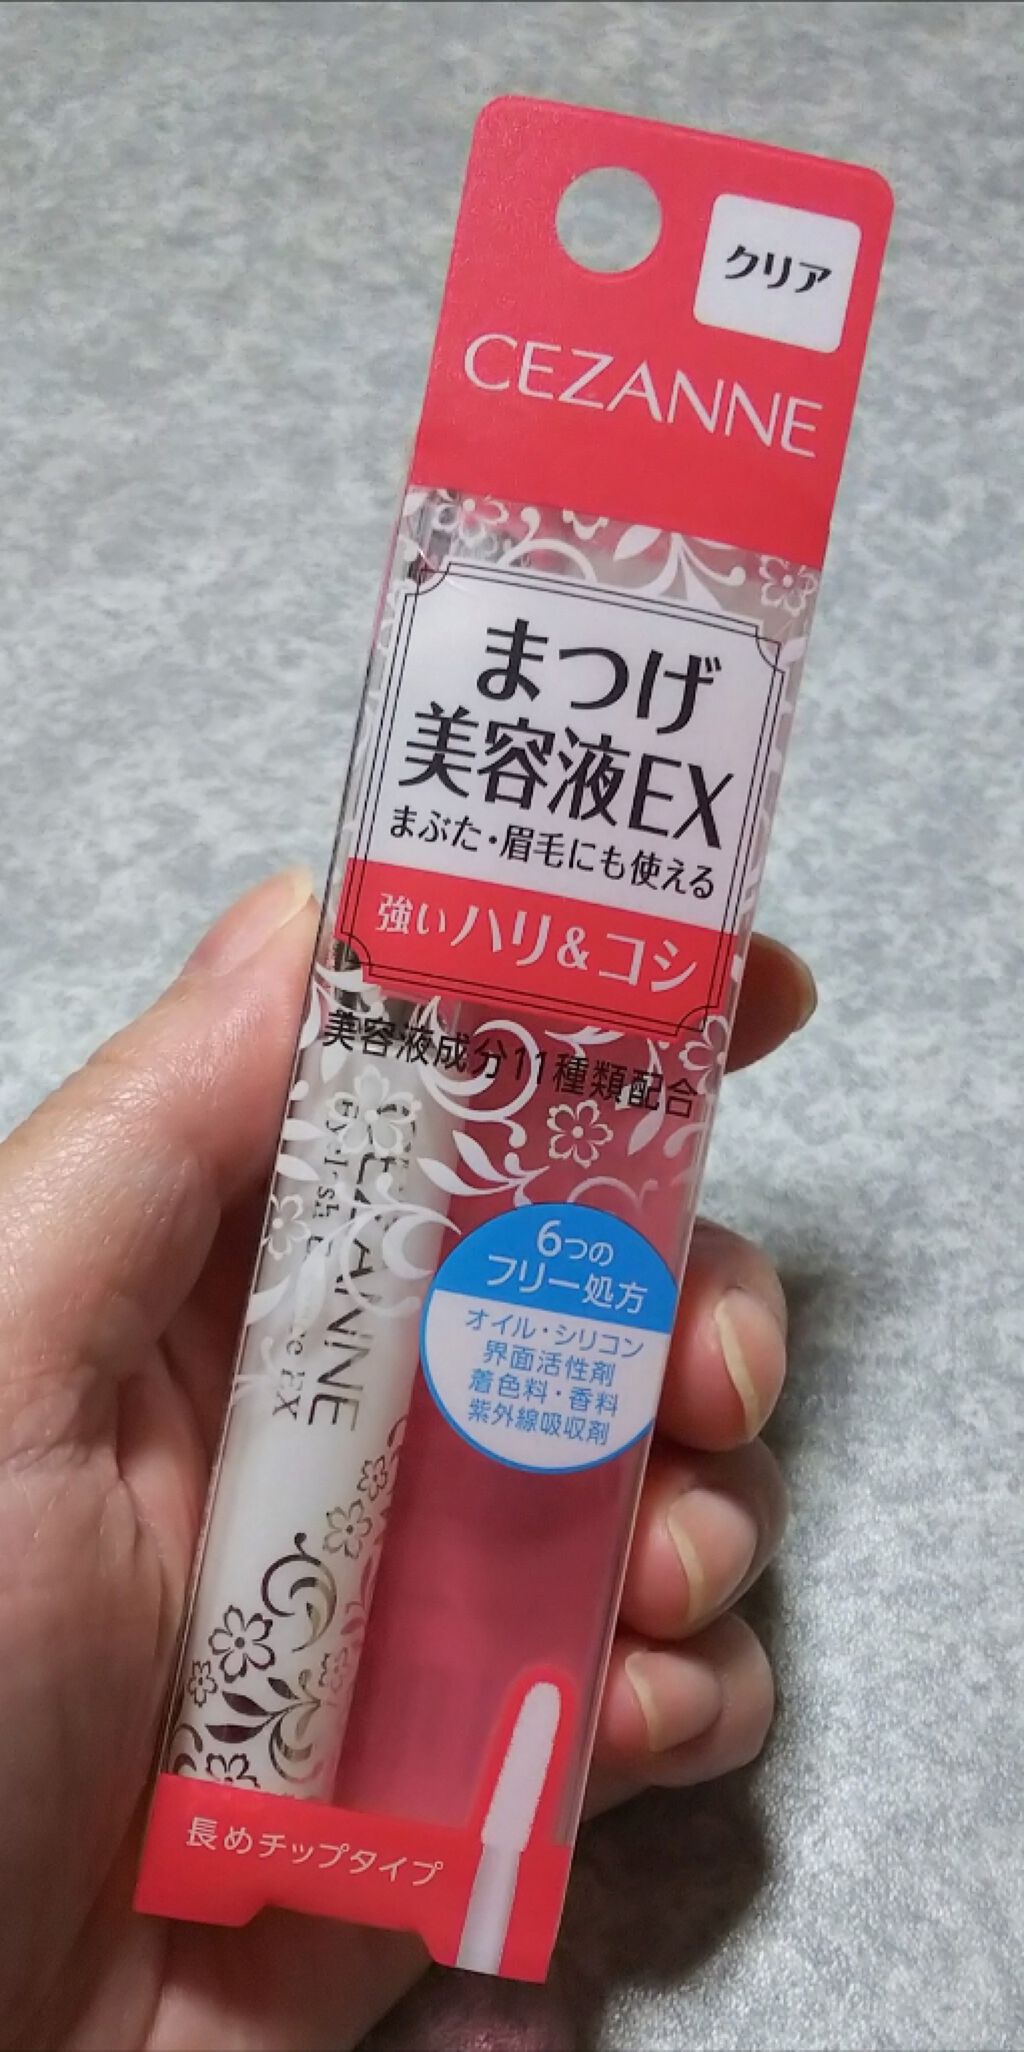 クリア
CEZANNE
まつげ
美容液EX
まぶた・眉毛にも使える
強いハリ&コシ
美容液成分11種類配合
CEZANNE
EX
6つの
フリー処方
オイル・シリコン
界面活性剤
着色料・香料
紫外線吸収剤
長めチップタイプ